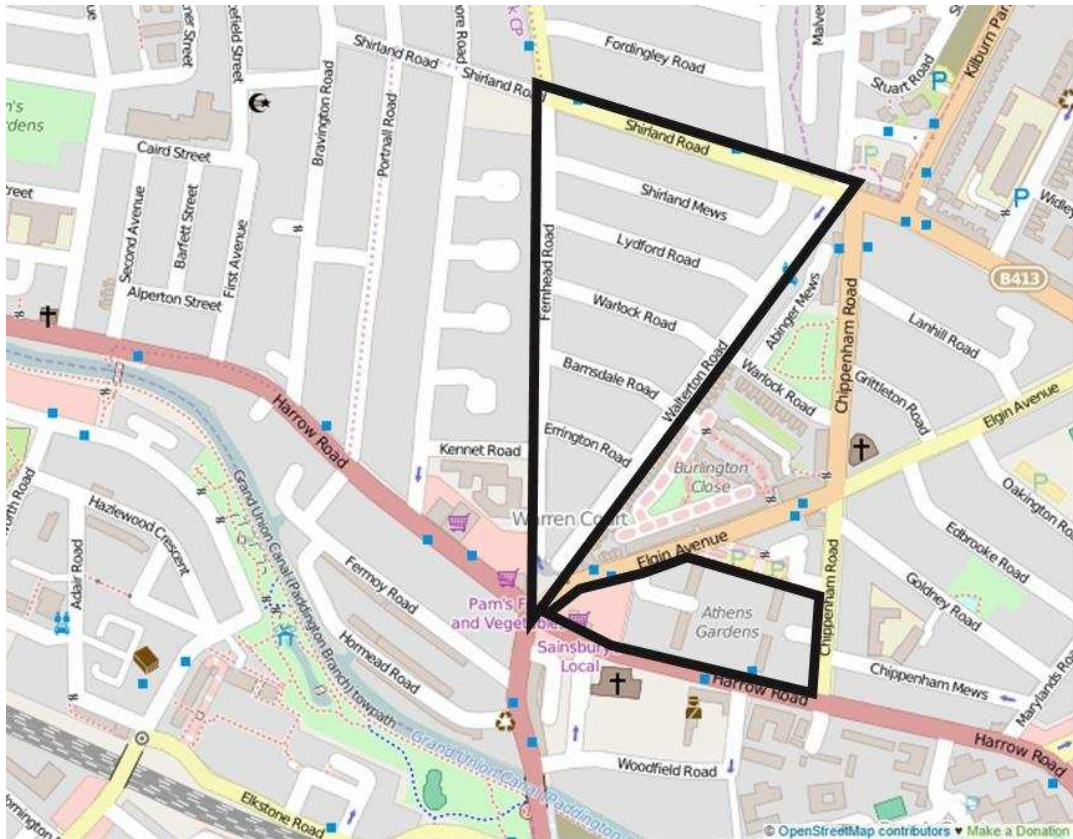 Shirland Road
Shirland Road
Fordingley Road
Stuart Road
P
Bravington Road
Portnall Road
Shirland Road
Caird Street
Second Avenue
Barfett Street
First Avenue
Alperton Street
Shirland Mews
Lydford Road
Fernhead Road
Warlock Road
Barnsdale Road
Errington Road
Walterton Road
Abinger Mews
Warlock Road
Chippenham Road
P
P
B413
Lanhill Road
Grittleton Road
Elgin Avenue
Harrow Road
Kennet Road
Burlington
Close
Warren Court
Elgin Avenue
P
P
P
Oakington Road
Edbrooke Road
Goldney Road
Grand Union Canal (Paddington Branch) towpath
Hazlewood Crescent
Adair Road
Fermoy Road
Hormead Road
Pam's
and
Sainsbury's
Local
Athens
Gardens
Chippenham Road
Chippenham Mews
Marylands Road
Harrow Road
Harrow Road
Woodfield Road
Elkstone Road
© OpenStreetMap contributors ♥ Make a Donation